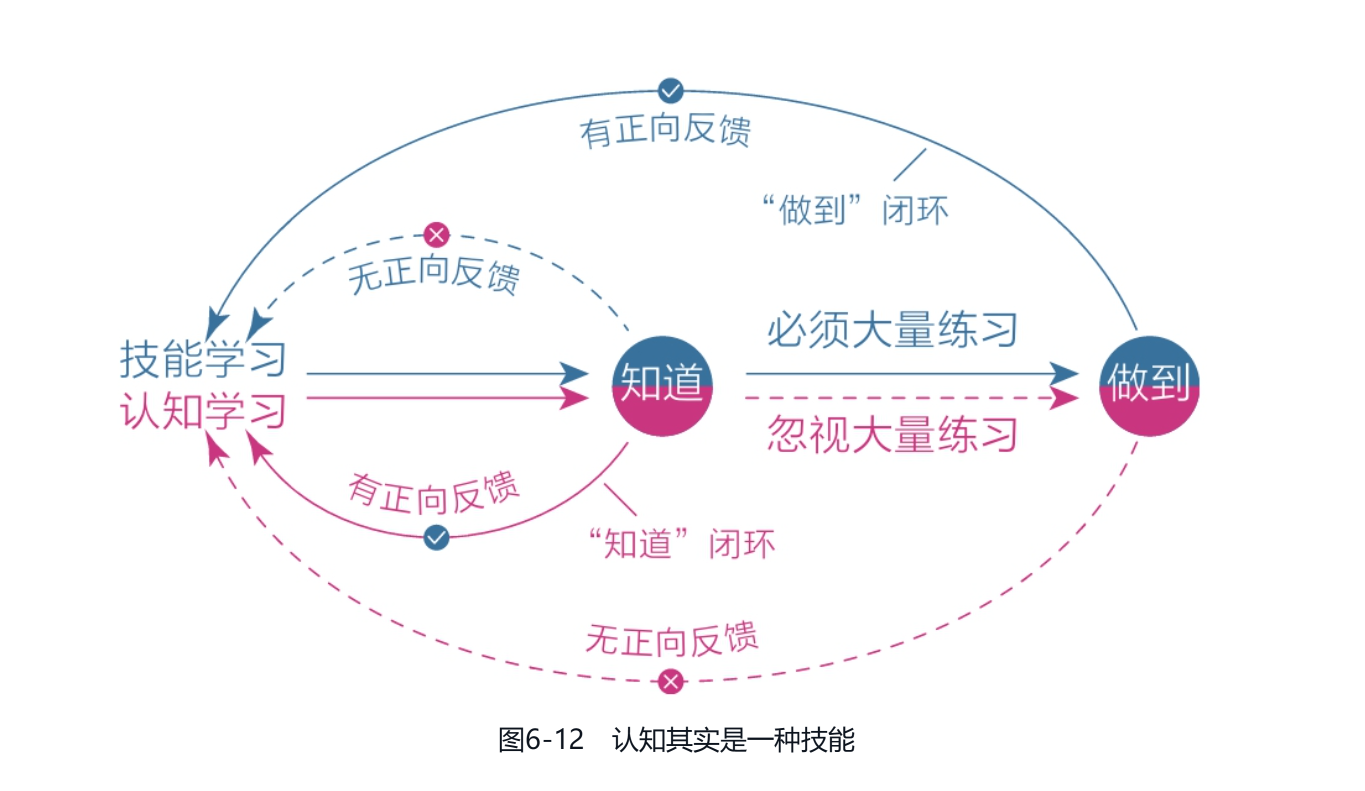 有正向反馈
“做到”闭环
无正向反馈
必须大量练习
技能学习
知道
做到
认知学习
忽视大量练习
有正向反馈
“知道”闭环
无正向反馈
图6-12 认知其实是一种技能